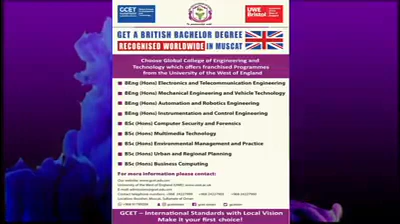 GCET
UWE Bristol
GET A BRITISH BACHELOR DEGREE
RECOGNISED WORLDWIDE IN MUSCAT
Choose Global College of Engineering and
Technology which offers franchised Programmes
from the University of the West of England
BEng (Hons) Electronics and Telecommunication Engineering
BEng (Hons) Mechanical Engineering and Vehicle Technology
BEng (Hons) Automation and Robotics Engineering
BEng (Hons) Instrumentation and Control Engineering
BSc (Hons) Computer Security and Forensics
BSc (Hons) Multimedia Technology
BSc (Hons) Environmental Management and Practice
BSc (Hons) Urban and Regional Planning
BSc (Hons) Business Computing
For more information please contact:
GCET – International Standards with Local Vision
Make it your first choice!